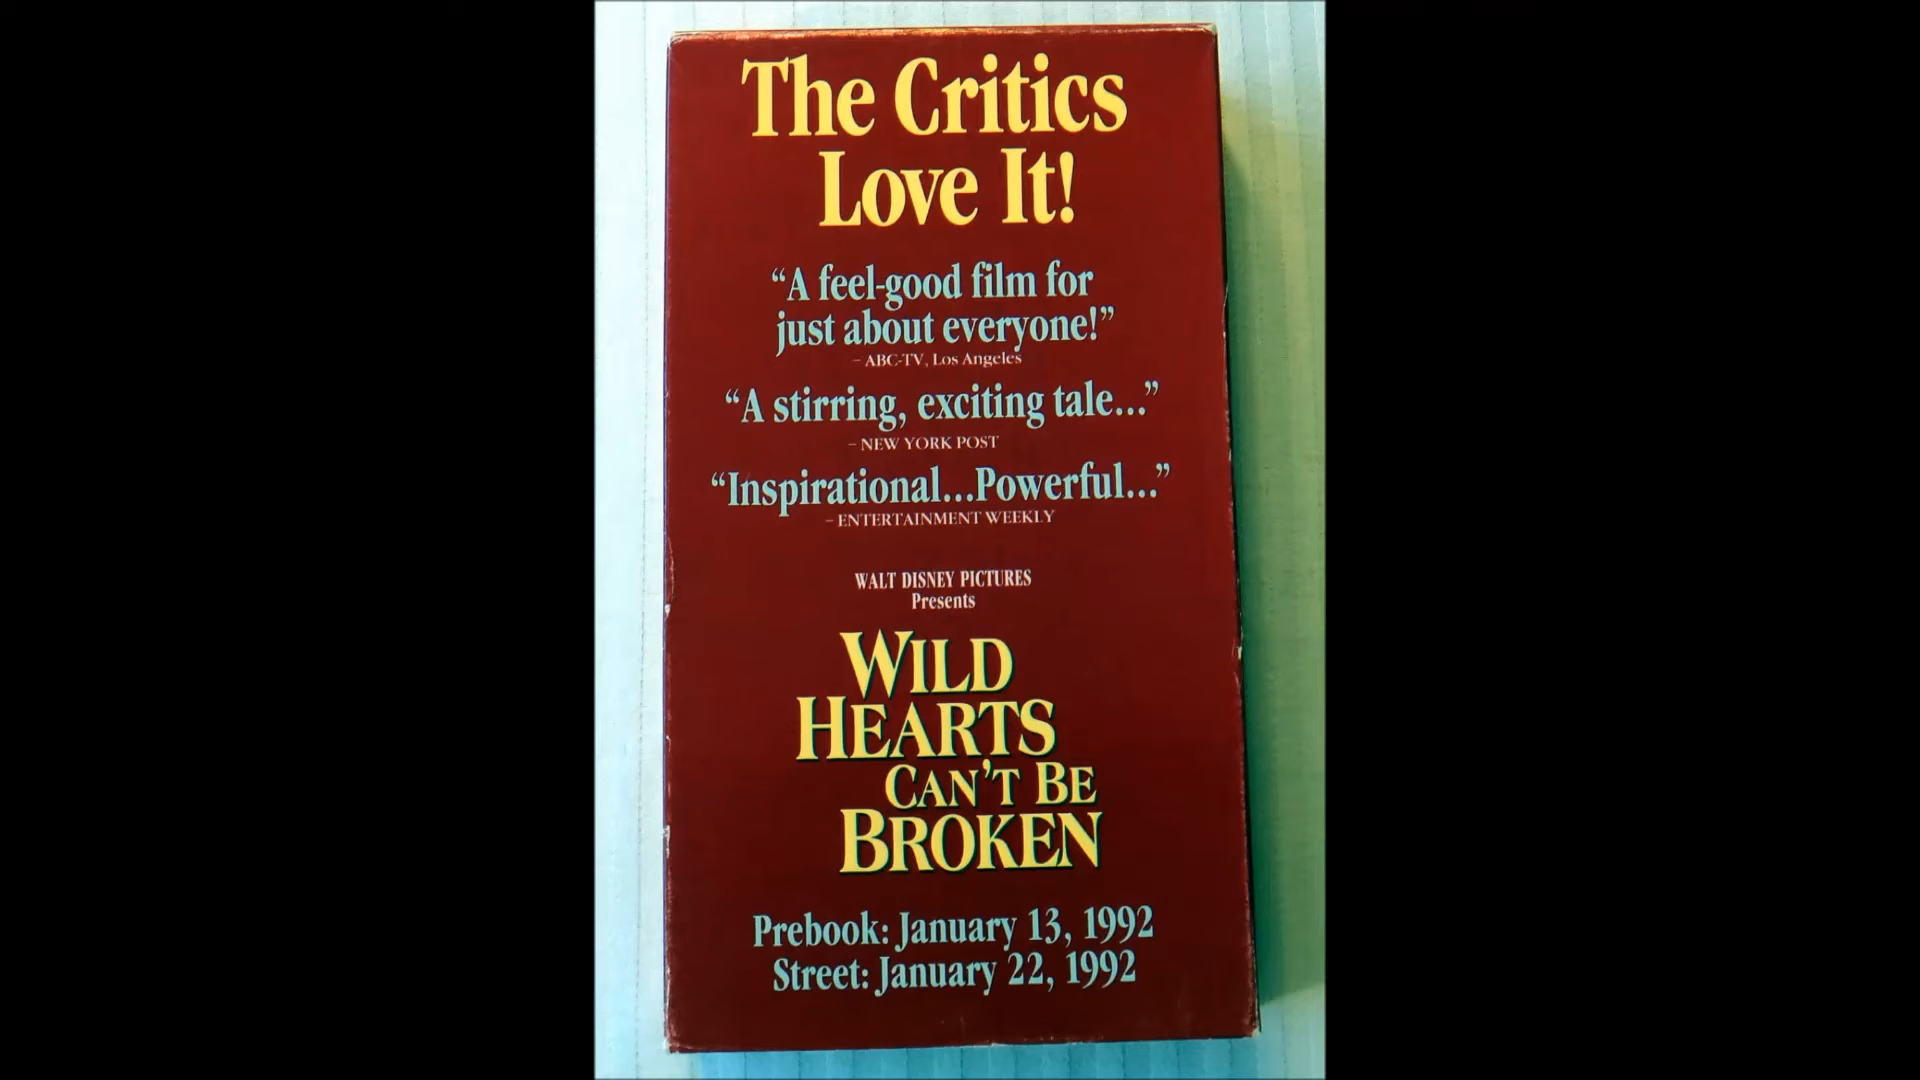 The Critics
Love It!
“A feel-good film for
just about everyone!”
– ABC-TV, Los Angeles
“A stirring, exciting tale...”
– NEW YORK POST
“Inspirational...Powerful...”
– ENTERTAINMENT WEEKLY
WALT DISNEY PICTURES
Presents
WILD
HEARTS
CAN'T BE
BROKEN
Prebook: January 13, 1992
Street: January 22, 1992